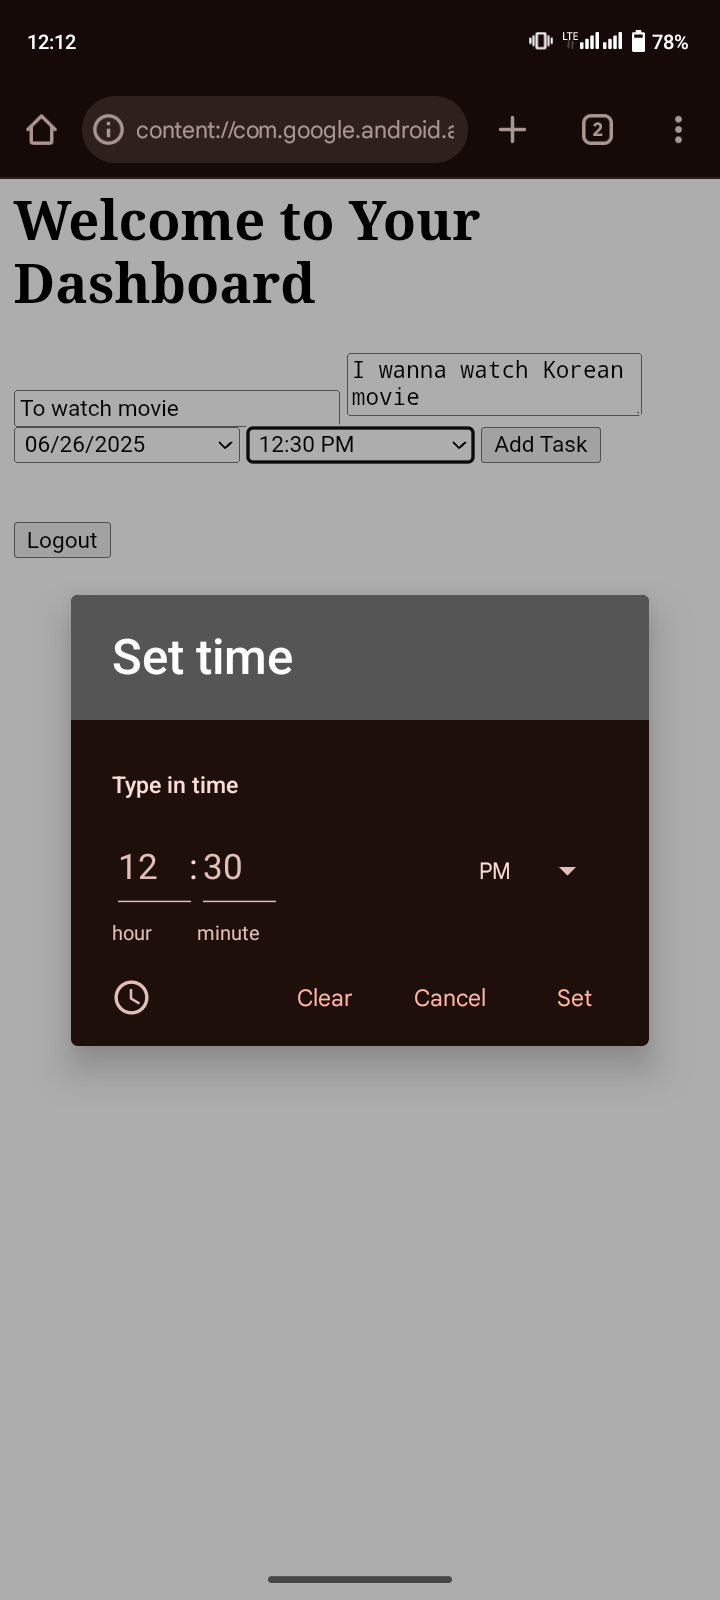 12:12
LTE
78%
content://com.google.android.a
2
Welcome to Your
Dashboard
I wanna watch Korean
movie
To watch movie
06/26/2025
12:30 PM
Add Task
Logout
Set time
Type in time
12 : 30
PM
hour
minute
Clear
Cancel
Set